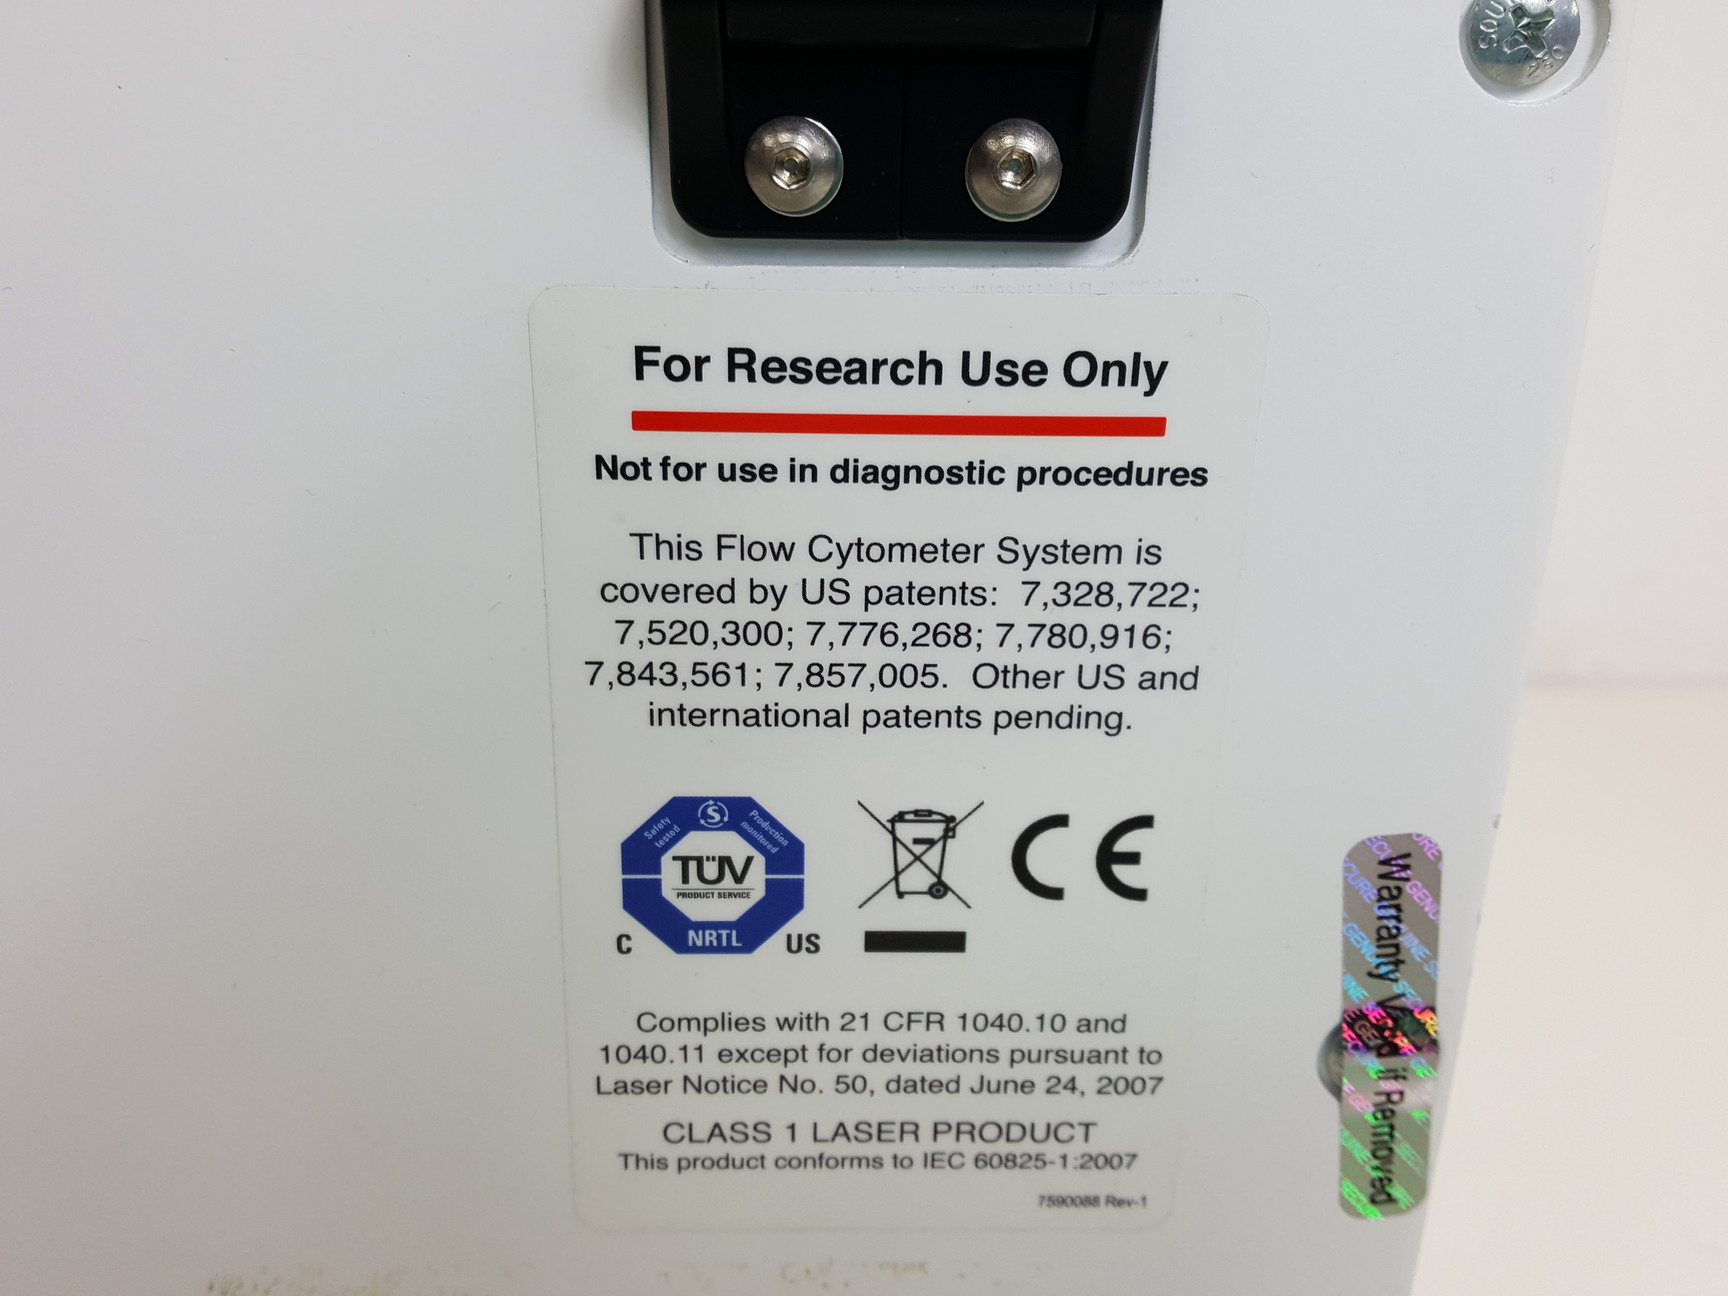 SOU
For Research Use Only
Not for use in diagnostic procedures
This Flow Cytometer System is
covered by US patents:  7,328,722;
7,520,300; 7,776,268; 7,780,916;
7,843,561; 7,857,005.  Other US and
international patents pending.
Safety
tested
S
Production
monitored
TÜV
PRODUCT SERVICE
NRTL
C
US
CE
Complies with 21 CFR 1040.10 and
1040.11 except for deviations pursuant to
Laser Notice No. 50, dated June 24, 2007
CLASS 1 LASER PRODUCT
This product conforms to IEC 60825-1:2007
7590088 Rev-1
Warranty Void if Removed